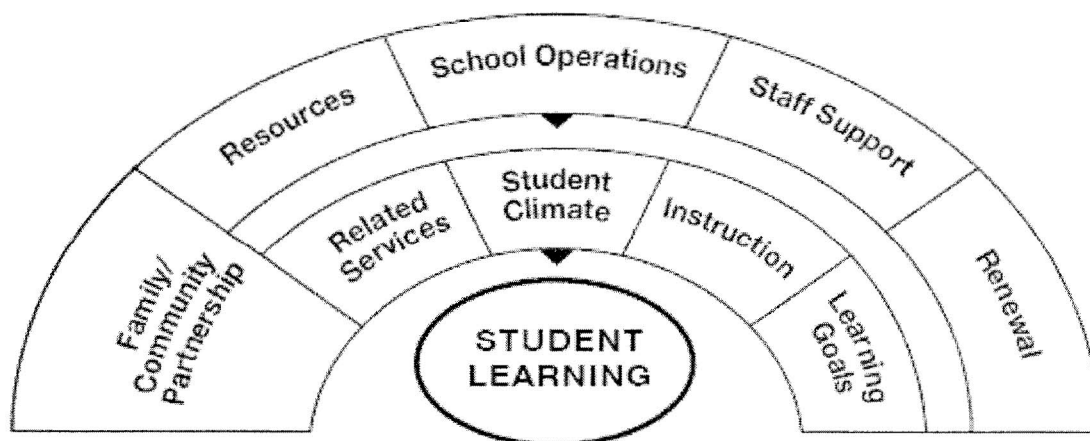 School Operations
Resources
Staff Support
Student
Climate
Related
Services
Instruction
Family/
Community
Partnership
Learning
Goals
Renewal
STUDENT
LEARNING